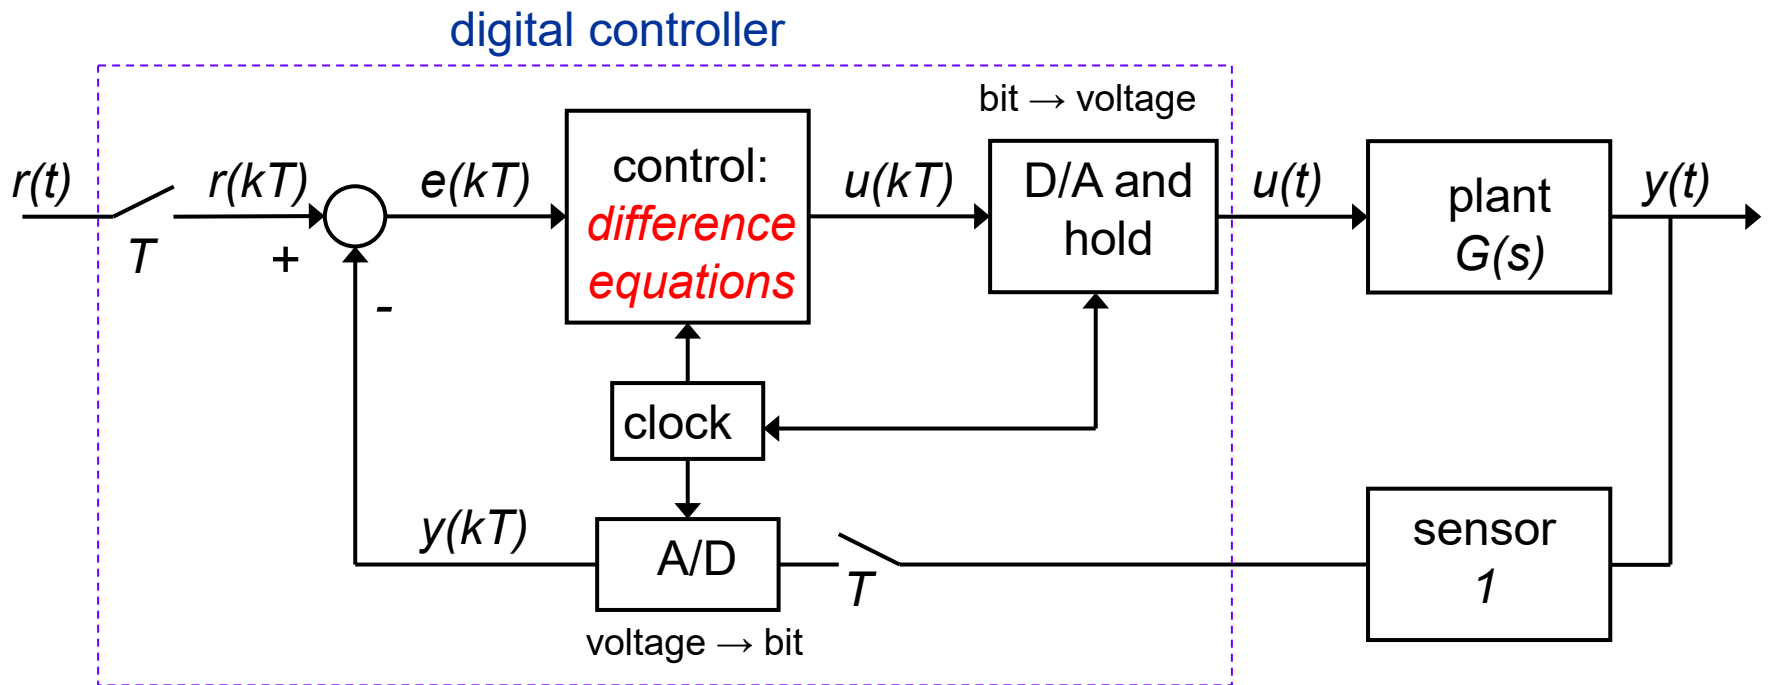 digital controller
bit → voltage
r(t)
r(kT)
e(kT)
control:
difference
equations
u(kT)
D/A and
hold
u(t)
plant
G(s)
y(t)
T
+
-
clock
y(kT)
A/D
T
sensor
1
voltage → bit